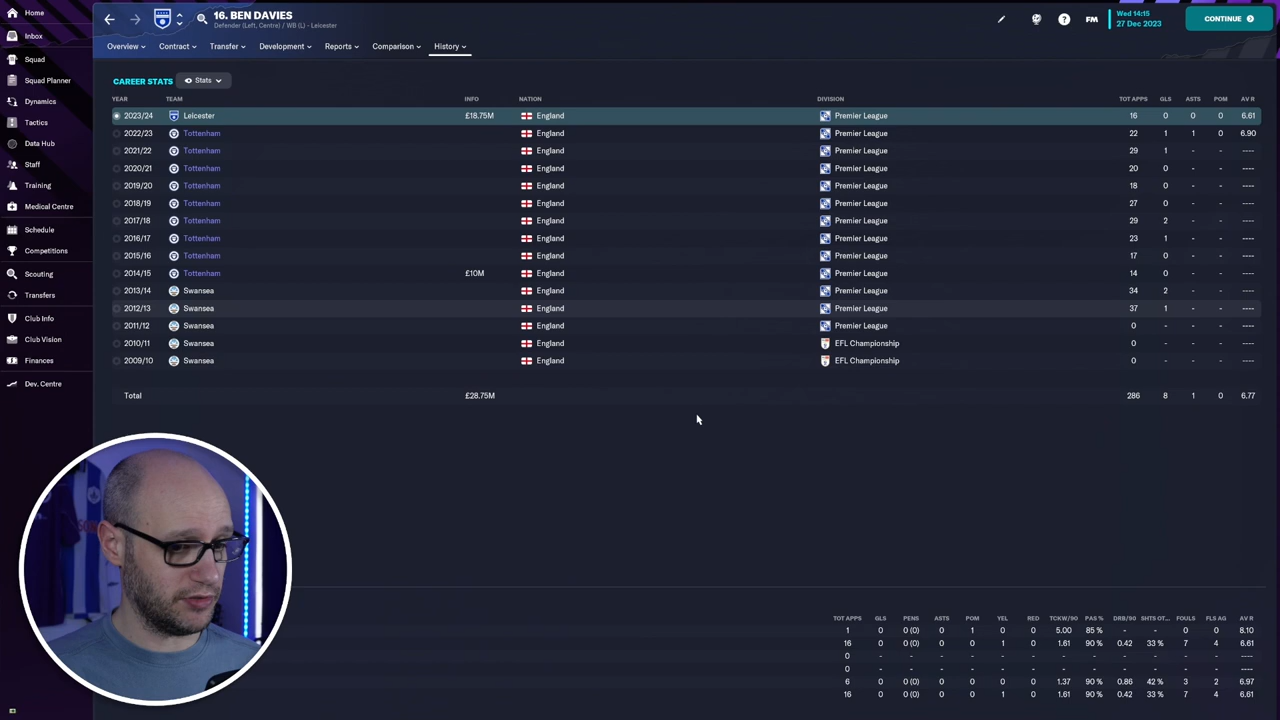 Home
Inbox
Squad
Squad Planner
Dynamics
Tactics
Data Hub
Staff
Training
Medical Centre
Schedule
Competitions
Scouting
Transfers
Club Info
Club Vision
Finances
Dev. Centre
16. BEN DAVIES
Defender (Left, Centre) / WB (L) - Leicester
FM
Wed 14:15
27 Dec 2023
CONTINUE
Overview Contract Transfer Development Reports Comparison History
CAREER STATS Stats
YEAR TEAM INFO NATION DIVISION TOT APPS GLS ASTS POM AV R
2023/24 Leicester £18.75M England Premier League 16 0 0 0 6.61
2022/23 Tottenham England Premier League 22 1 1 0 6.90
2021/22 Tottenham England Premier League 29 1 - - ----
2020/21 Tottenham England Premier League 20 0 - - ----
2019/20 Tottenham England Premier League 18 0 - - ----
2018/19 Tottenham England Premier League 27 0 - - ----
2017/18 Tottenham England Premier League 29 2 - - ----
2016/17 Tottenham England Premier League 23 1 - - ----
2015/16 Tottenham England Premier League 17 0 - - ----
2014/15 Tottenham £10M England Premier League 14 0 - - ----
2013/14 Swansea England Premier League 34 2 - - ----
2012/13 Swansea England Premier League 37 1 - - ----
2011/12 Swansea England Premier League 0 - - - ----
2010/11 Swansea England EFL Championship 0 - - - ----
2009/10 Swansea England EFL Championship 0 - - - ----
Total £28.75M 286 8 1 0 6.77
TOT APPS GLS PENS ASTS POM YEL RED TCKW/90 PAS % DRB/90 SHTS OT... FOULS FLS AG AV R
1 0 0 (0) 0 1 0 0 5.00 85 % - - 0 0 8.10
16 0 0 (0) 0 0 1 0 1.61 90 % 0.42 33 % 7 4 6.61
0 - - - - - - - - - - - - ----
0 - - - - - - - - - - - - ----
6 0 0 (0) 0 0 0 0 1.37 90 % 0.86 42 % 3 2 6.97
16 0 0 (0) 0 0 1 0 1.61 90 % 0.42 33 % 7 4 6.61